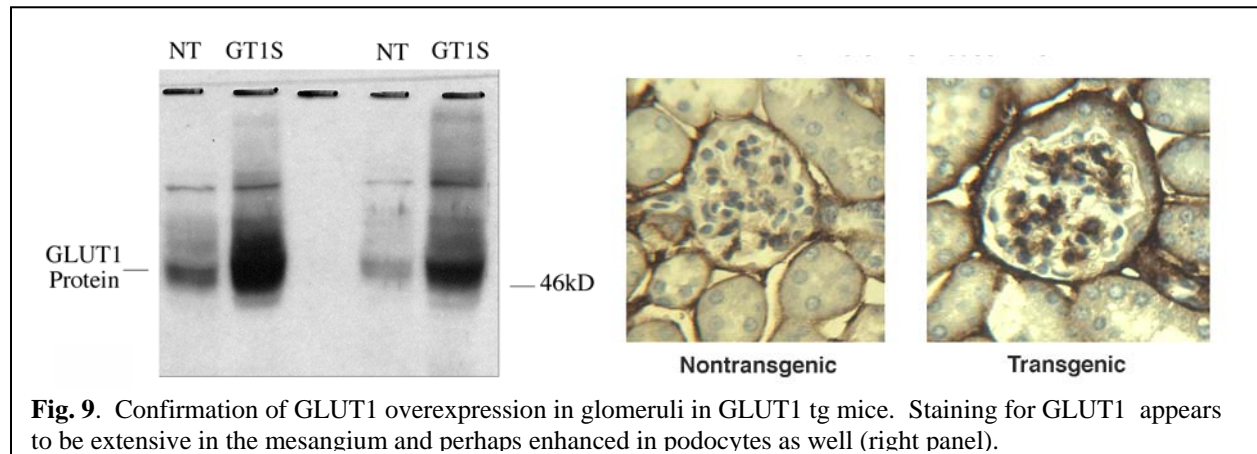 NT GT1S NT GT1S
GLUT1
Protein
46kD
Nontransgenic Transgenic
Fig. 9. Confirmation of GLUT1 overexpression in glomeruli in GLUT1 tg mice. Staining for GLUT1 appears
to be extensive in the mesangium and perhaps enhanced in podocytes as well (right panel).